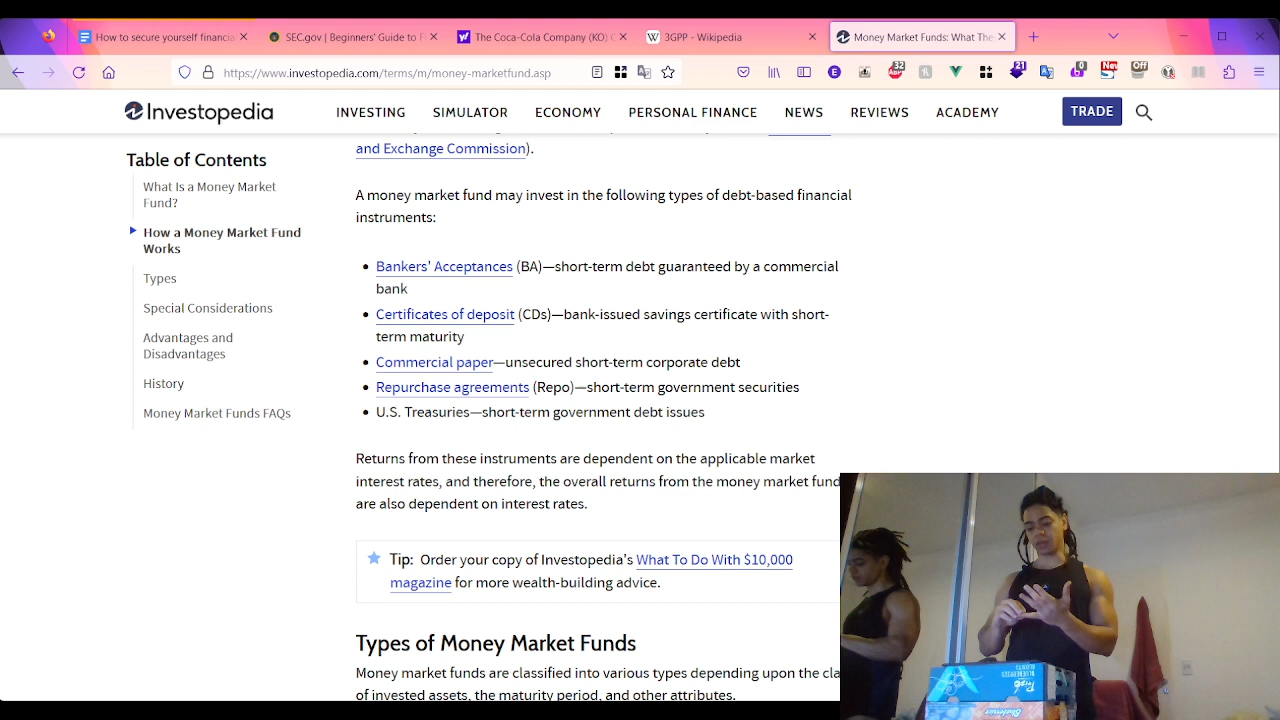 How to secure yourself financia
SEC.gov | Beginners' Guide to F
The Coca-Cola Company (KO) C
3GPP - Wikipedia
Money Market Funds: What The
https://www.investopedia.com/terms/m/money-marketfund.asp
E
32
ABP
21
0
New
Off
Investopedia
INVESTING
SIMULATOR
ECONOMY
PERSONAL FINANCE
NEWS
REVIEWS
ACADEMY
TRADE
Table of Contents
What Is a Money Market
Fund?
How a Money Market Fund
Works
Types
Special Considerations
Advantages and
Disadvantages
History
Money Market Funds FAQs
and Exchange Commission).
A money market fund may invest in the following types of debt-based financial
instruments:
Bankers' Acceptances (BA)—short-term debt guaranteed by a commercial
bank
Certificates of deposit (CDs)—bank-issued savings certificate with short-
term maturity
Commercial paper—unsecured short-term corporate debt
Repurchase agreements (Repo)—short-term government securities
U.S. Treasuries—short-term government debt issues
Returns from these instruments are dependent on the applicable market
interest rates, and therefore, the overall returns from the money market fund
are also dependent on interest rates.
Tip: Order your copy of Investopedia's What To Do With $10,000
magazine for more wealth-building advice.
Types of Money Market Funds
Money market funds are classified into various types depending upon the cla
of invested assets, the maturity period, and other attributes.
BLUEBERRIES